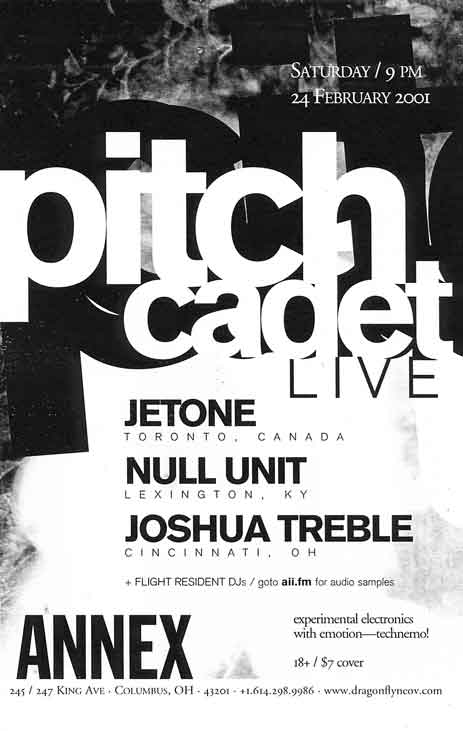 SATURDAY / 9 PM
24 FEBRUARY 2001
pitch
cadet
LIVE
JETONE
TORONTO, CANADA
NULL UNIT
LEXINGTON, KY
JOSHUA TREBLE
CINCINNATI, OH
+ FLIGHT RESIDENT DJs / goto aii.fm for audio samples
experimental electronics
with emotion—technemo!
18+ / $7 cover
ANNEX
245 / 247 KING AVE · COLUMBUS, OH · 43201 · +1.614.298.9986 · www.dragonflyneov.com